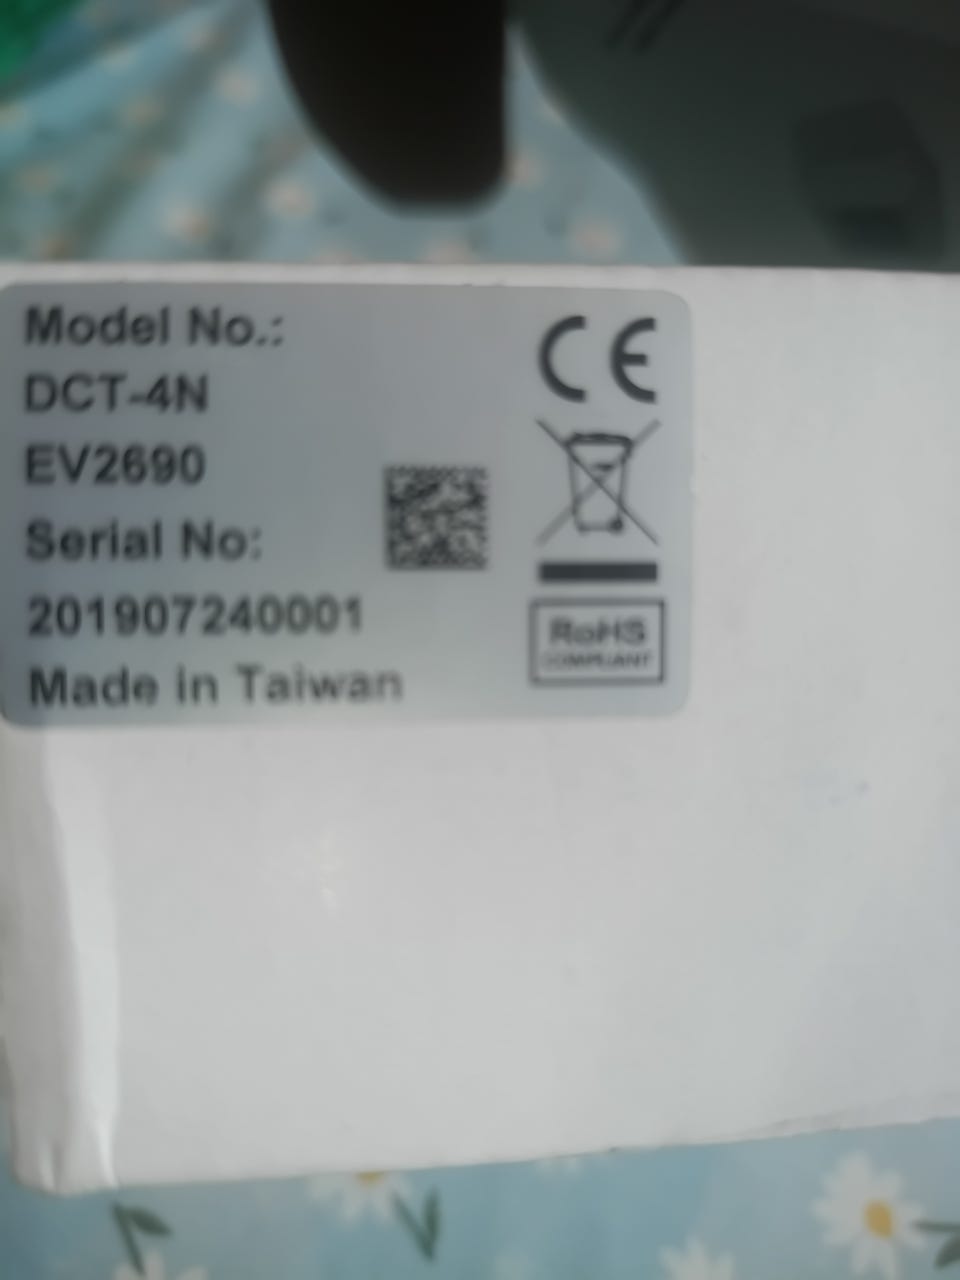 Model No.:
DCT-4N
EV2690
Serial No:
201907240001
Made in Taiwan
CE
RoHS
COMPLIANT